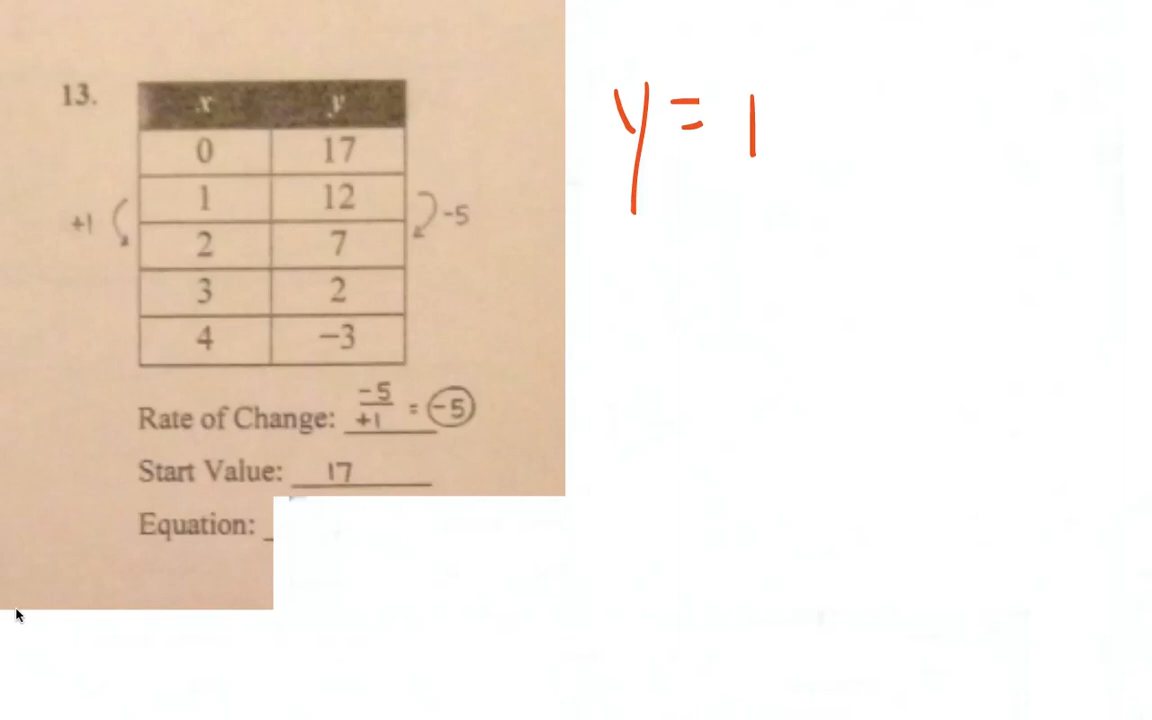 13.
x y
0 17
1 12
2 7
3 2
4 −3
+1
-5
Rate of Change: -5/+1 = -5
Start Value: 17
Equation: _
y = 1